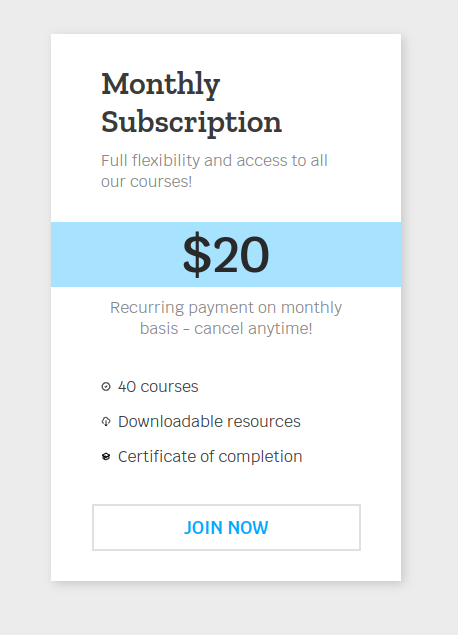 Monthly
Subscription
Full flexibility and access to all
our courses!
$20
Recurring payment on monthly
basis - cancel anytime!
40 courses
Downloadable resources
Certificate of completion
JOIN NOW